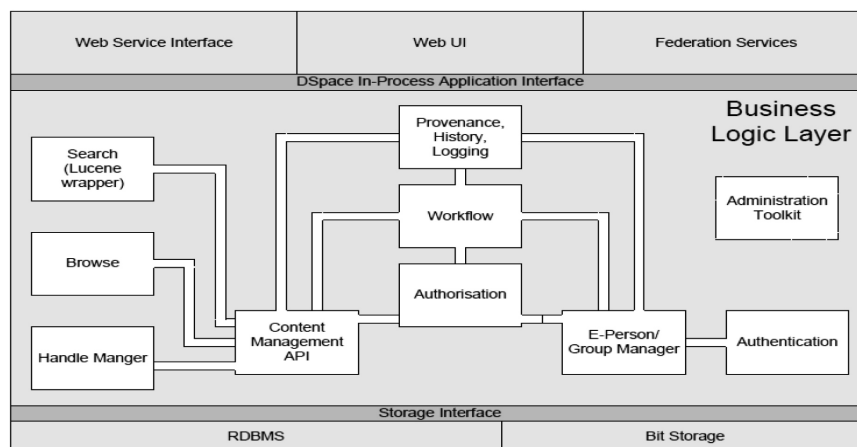 Web Service Interface
Web UI
Federation Services
DSpace In-Process Application Interface
Business
Logic Layer
Provenance,
History,
Logging
Search
(Lucene
wrapper)
Workflow
Administration
Toolkit
Browse
Authorisation
Content
Management
API
E-Person/
Group Manager
Authentication
Handle Manger
Storage Interface
RDBMS
Bit Storage